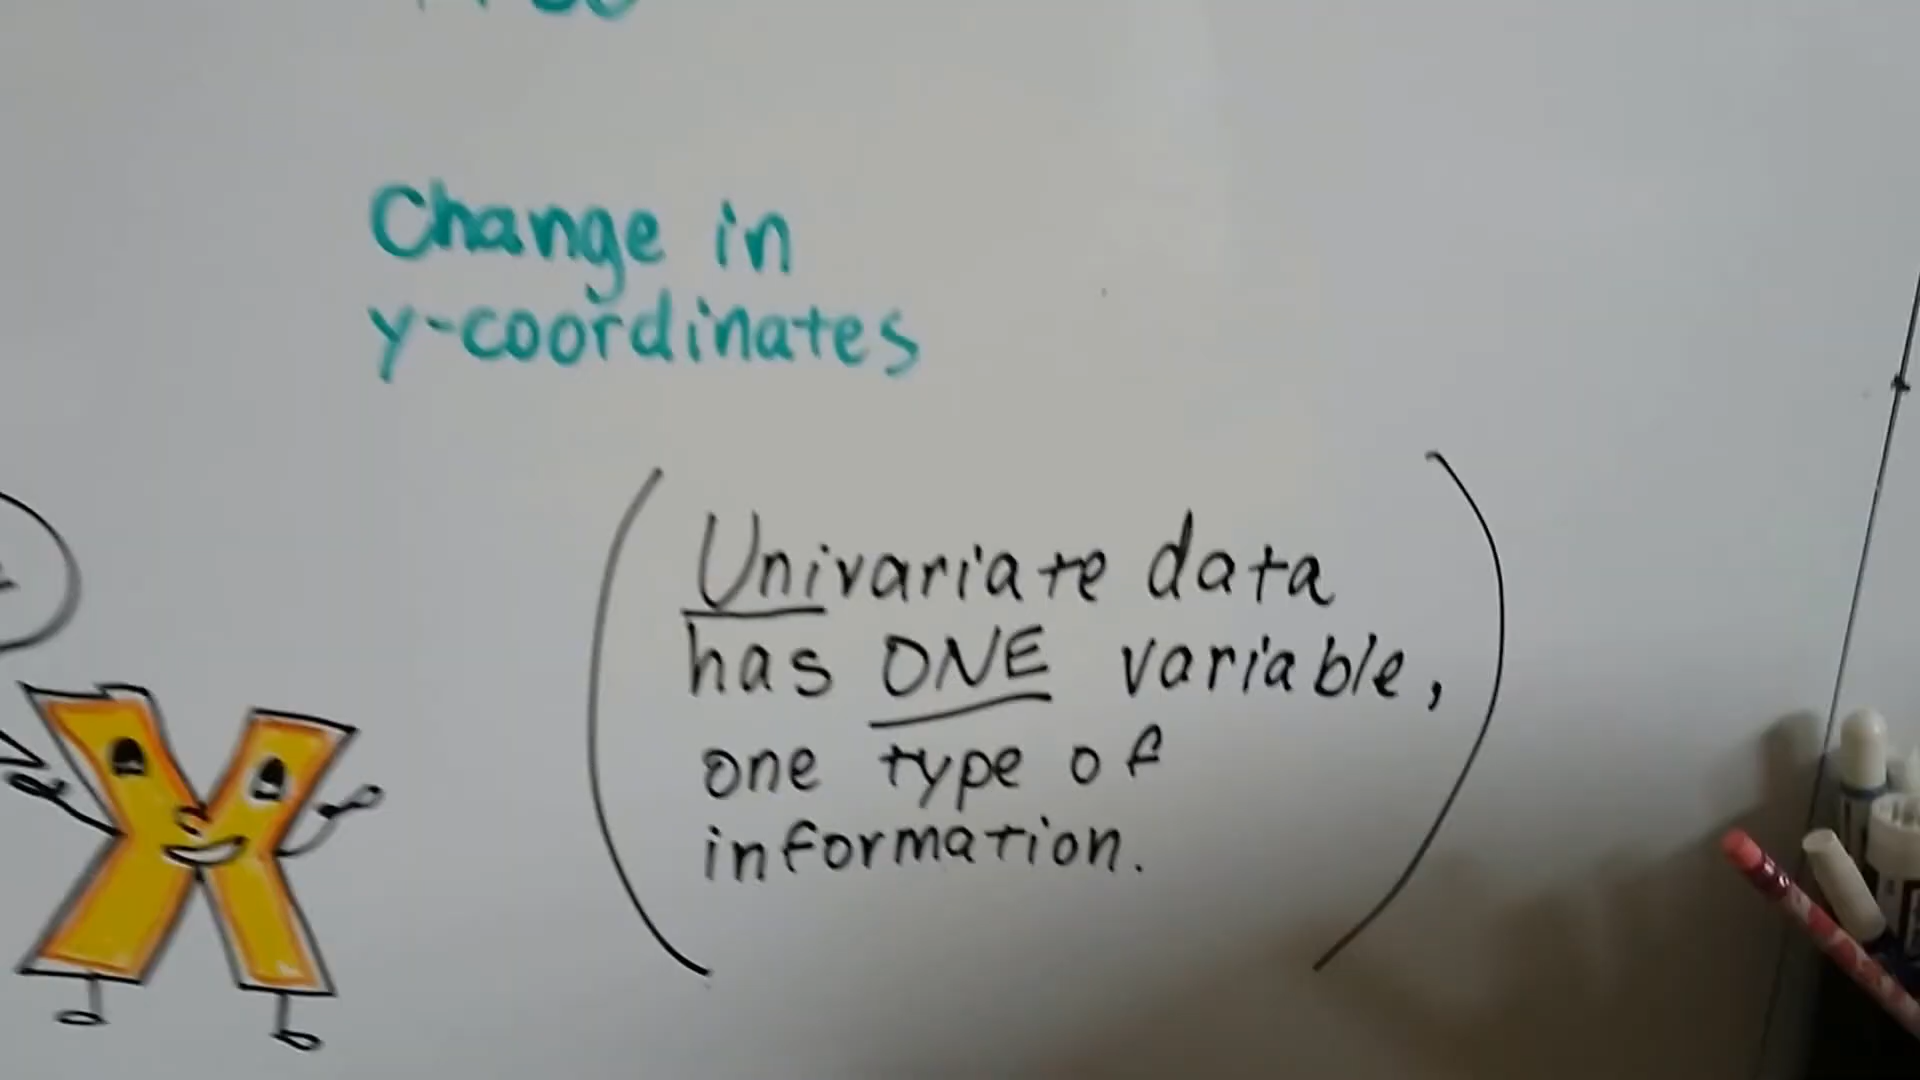 Change in
y-coordinates
Univariate data
has ONE variable,
one type of
information.